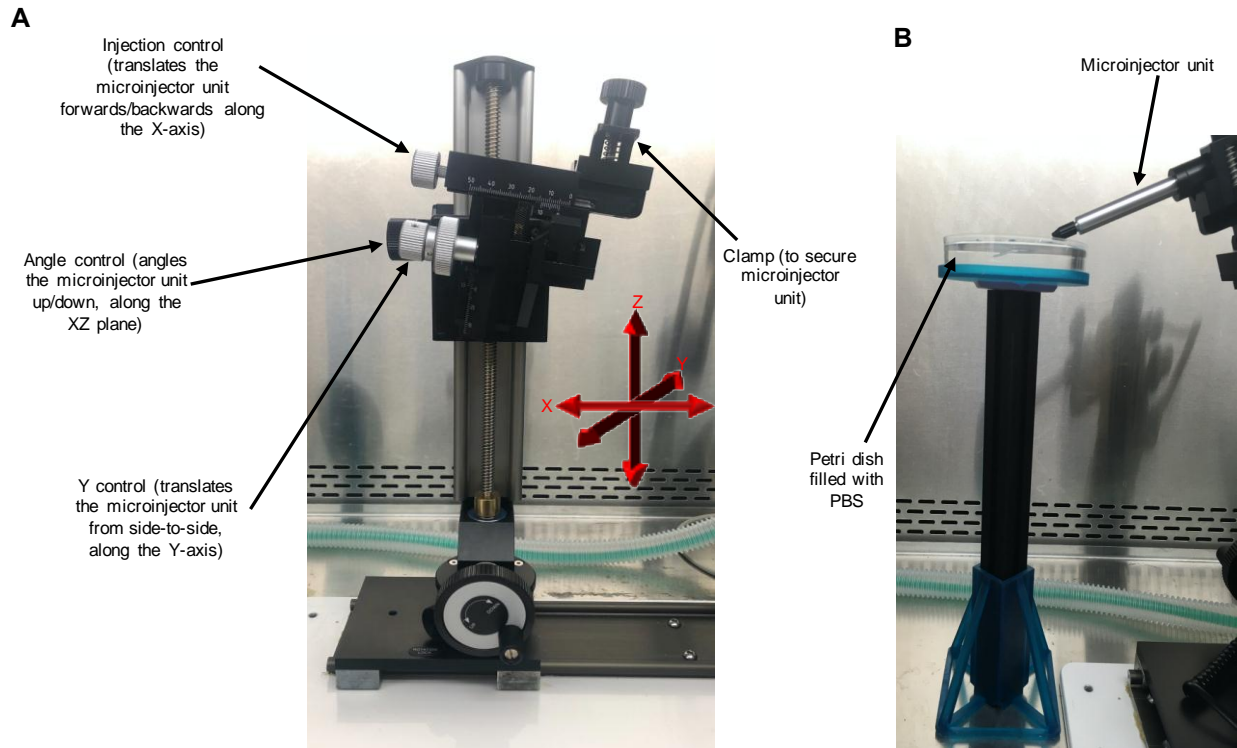 A
Injection control
(translates the
microinjector unit
forwards/backwards
along
the X-axis)
Angle control (angles
the microinjector unit
up/down, along the
XZ plane)
Y control (translates
the microinjector unit
from side-to-side,
along the Y-axis)
50 40 30 20 10 0
10
Clamp (to secure
microinjector
unit)
Z
Y
X
B
Microinjector unit
Petri dish
filled with
PBS